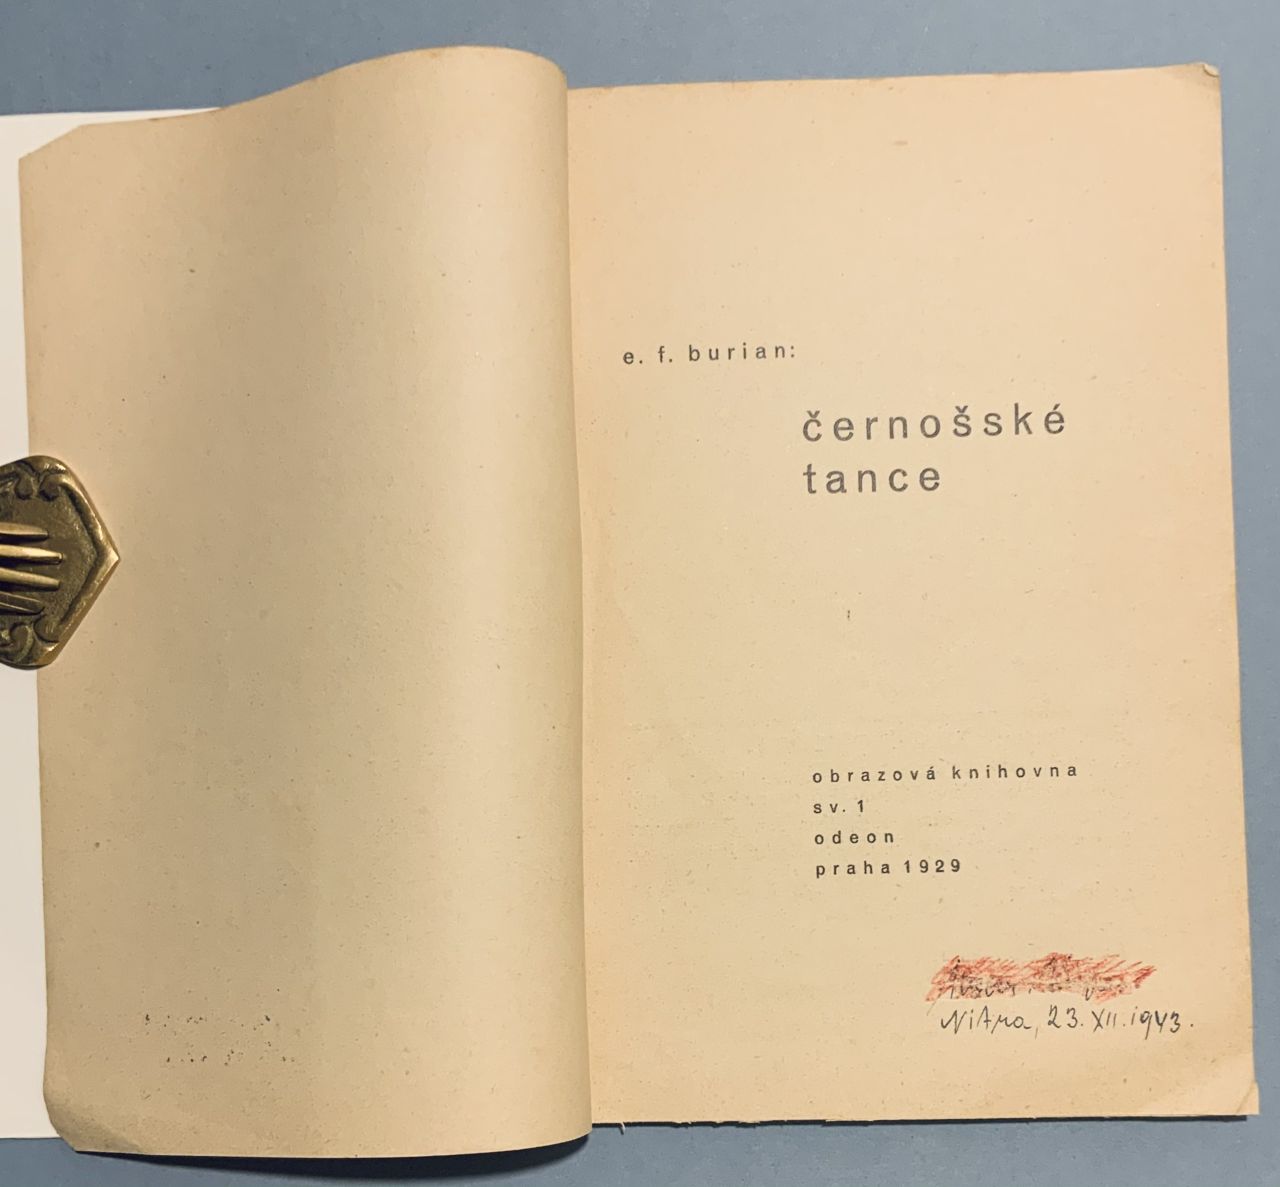 e. f. burian:
černošské
tance
obrazová knihovna
sv. 1
odeon
praha 1929
Nitra, 23. XII. 1943.